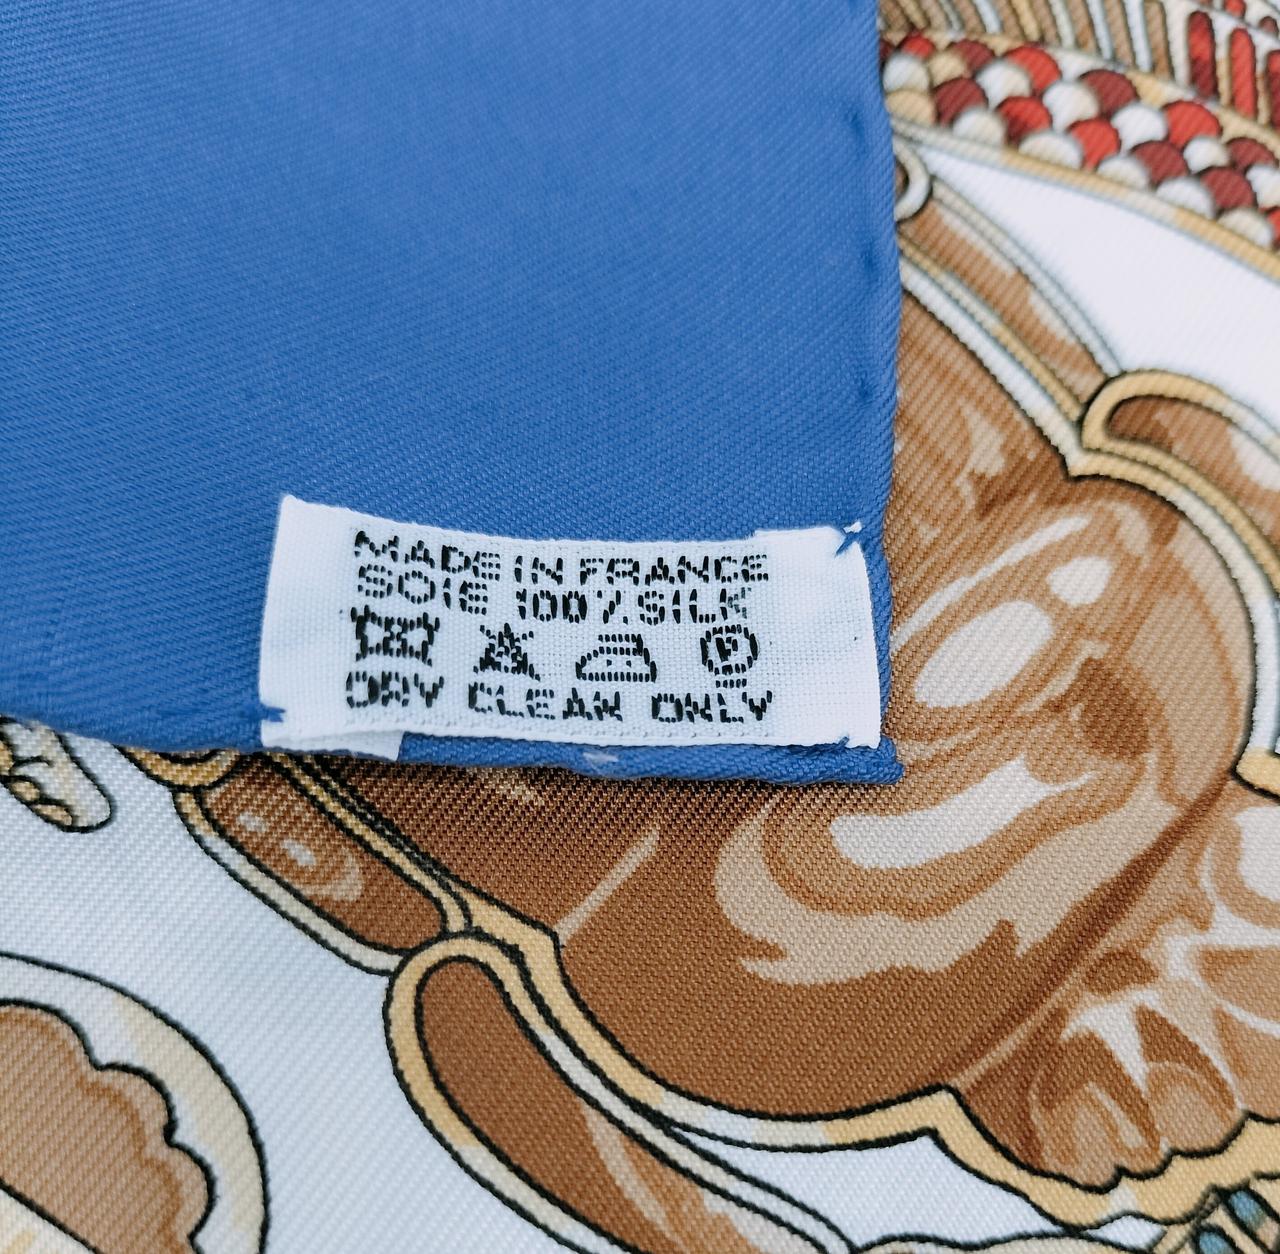 MADE IN FRANCE
SOIE 100% SILK
P
DRY CLEAN ONLY